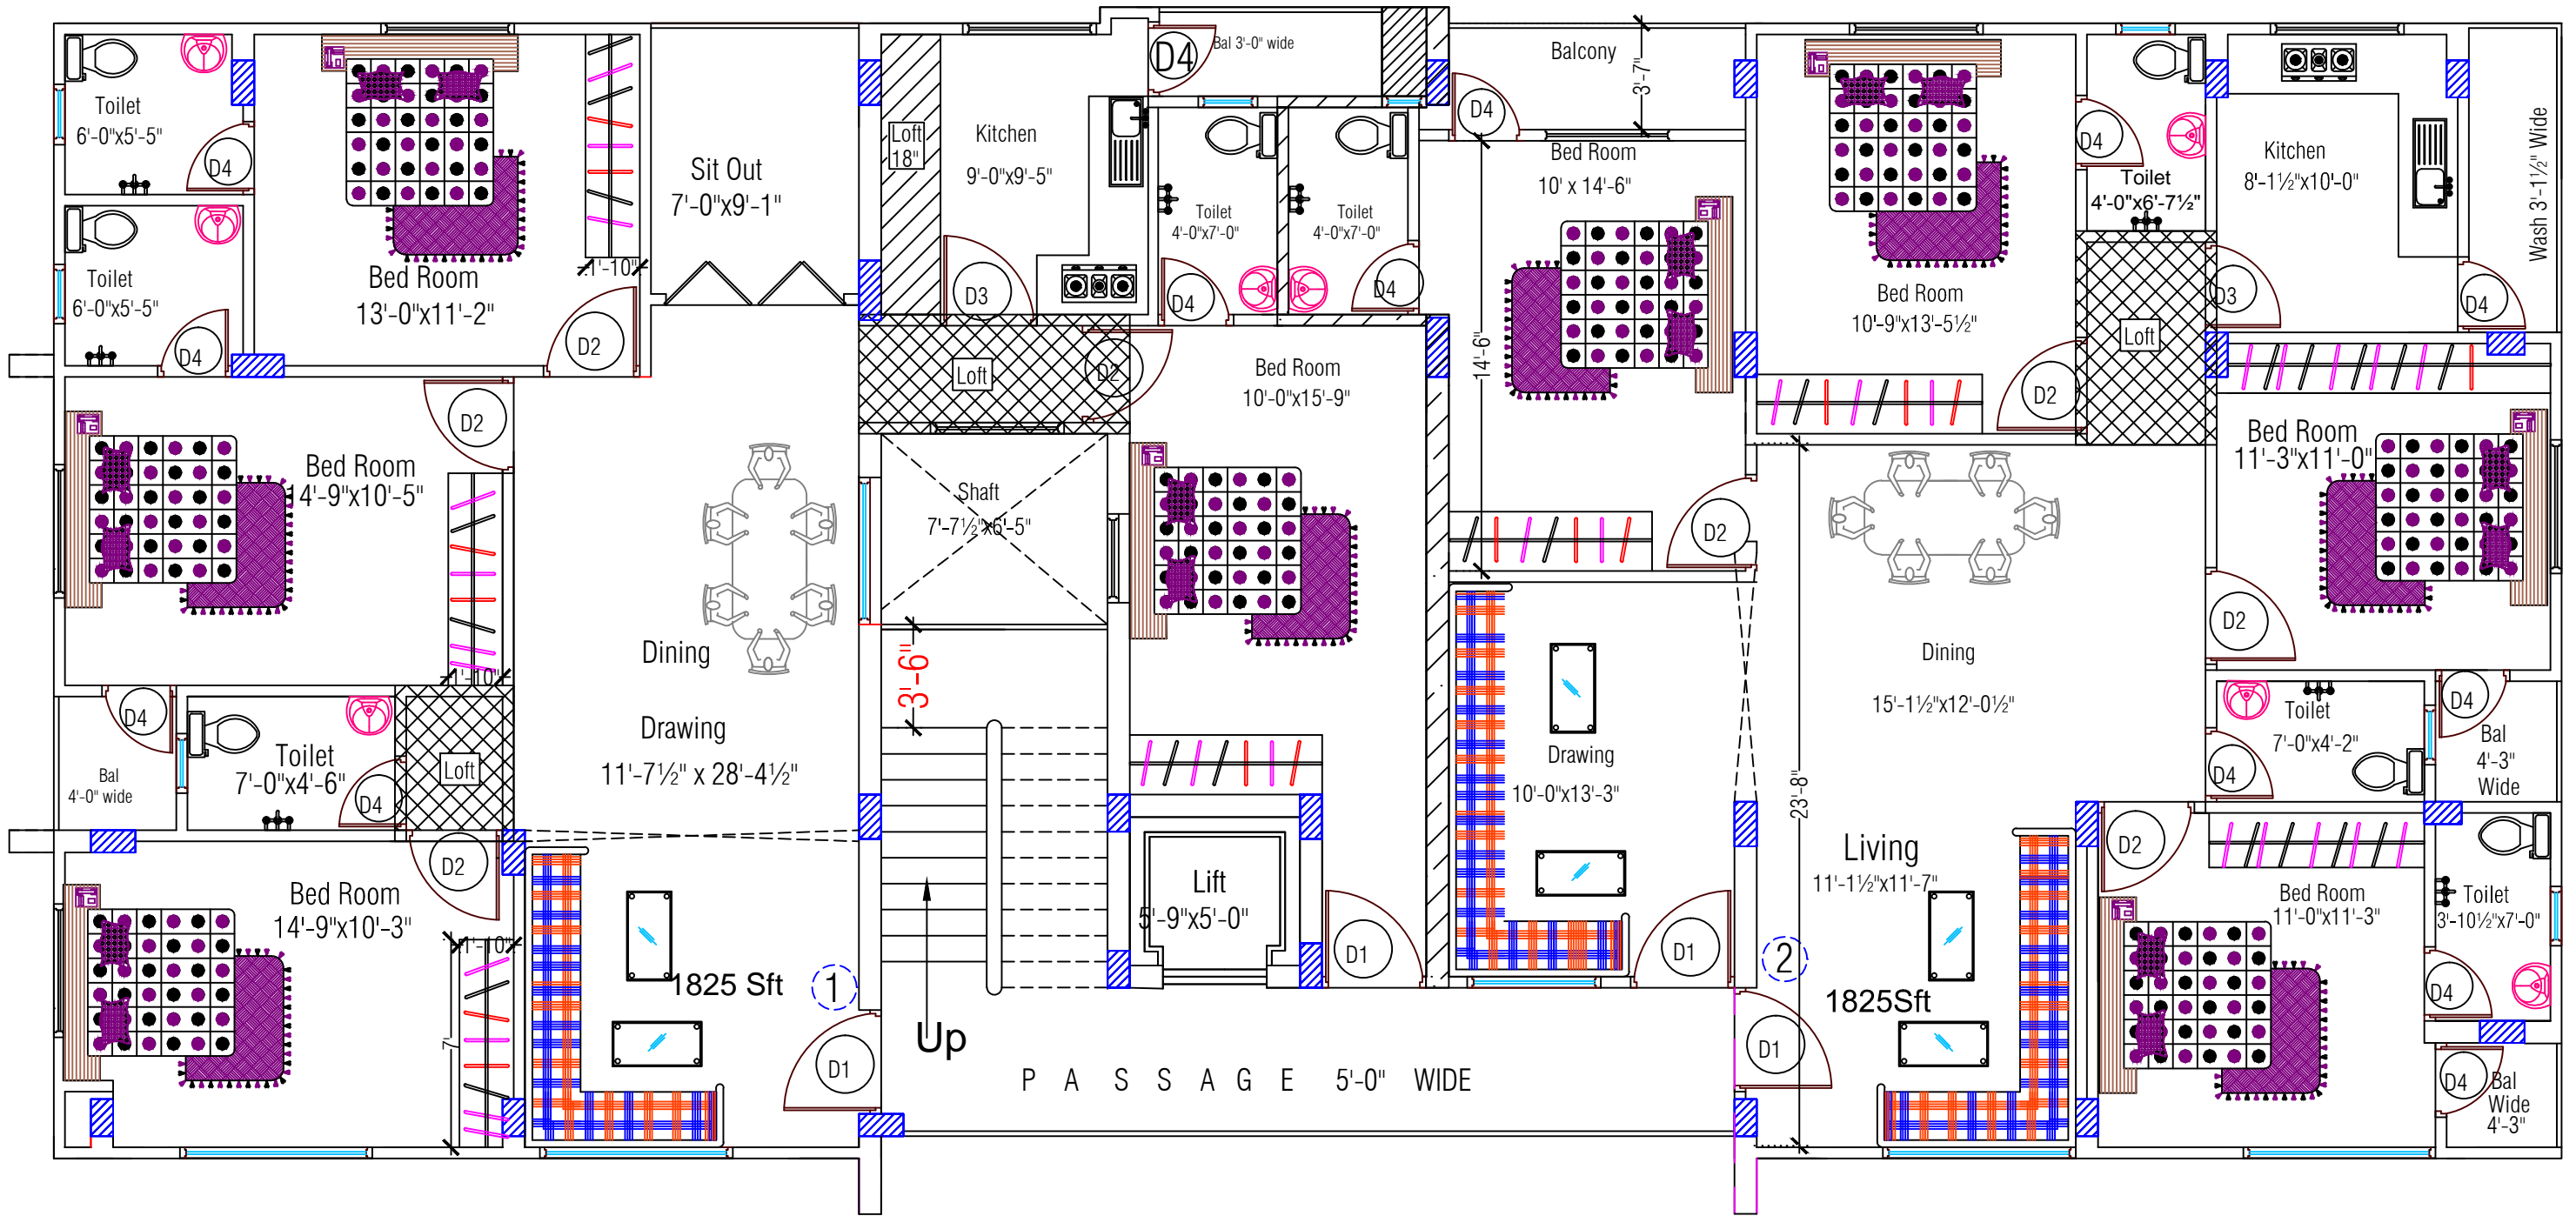 Toilet
6'-0"x5'-5"
D4
Toilet
6'-0"x5'-5"
D4
Bed Room
13'-0"x11'-2"
1'-10"
D2
Sit Out
7'-0"x9'-1"
Loft
18"
Kitchen
9'-0"x9'-5"
D3
D4
Bal 3'-0" wide
Toilet
4'-0"x7'-0"
D4
Toilet
4'-0"x7'-0"
D4
Balcony
3'-7"
D4
Bed Room
10' x 14'-6"
14'-6"
D2
Bed Room
10'-9"x13'-5½"
D2
D4
Toilet
4'-0"x6'-7½"
Loft
Kitchen
8'-1½"x10'-0"
D3
D4
Wash 3'-1½" Wide
D2
Bed Room
14'-9"x10'-5"
1'-10"
Dining
Drawing
11'-7½" x 28'-4½"
Loft
D2
Shaft
7'-7½"x6'-5"
3'-6"
Bed Room
10'-0"x15'-9"
Drawing
10'-0"x13'-3"
Dining
15'-1½"x12'-0½"
23'-8"
Bed Room
11'-3"x11'-0"
D2
D4
Bal
4'-0" wide
Toilet
7'-0"x4'-6"
D4
Loft
Toilet
7'-0"x4'-2"
D4
D4
Bal
4'-3"
Wide
Bed Room
14'-9"x10'-3"
D2
1'-10"
7'
1825 Sft
1
D1
Up
Lift
5'-9"x5'-0"
D1
D1
2
Living
11'-1½"x11'-7"
1825Sft
D1
D2
Bed Room
11'-0"x11'-3"
Toilet
3'-10½"x7'-0"
D4
D4
Bal
Wide
4'-3"
PASSAGE 5'-0" WIDE